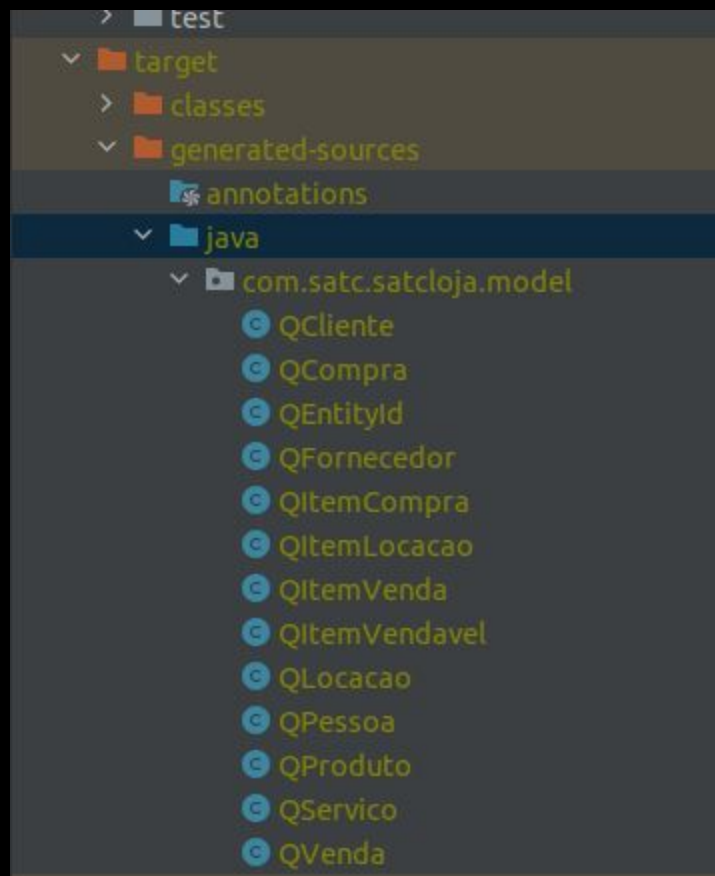 test
target
classes
generated-sources
annotations
java
com.satc.satcloja.model
QCliente
QCompra
QEntityId
QFornecedor
QItemCompra
QItemLocacao
QItemVenda
QItemVendavel
QLocacao
QPessoa
QProduto
QServico
QVenda